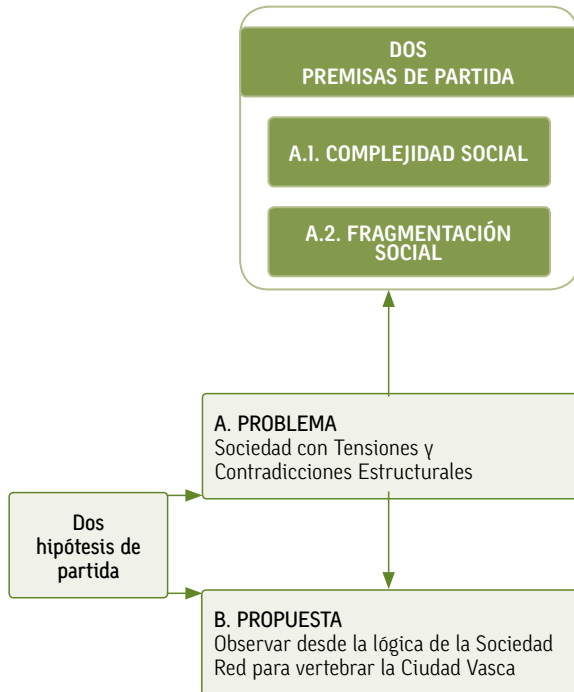 DOS
PREMISAS DE PARTIDA
A.1. COMPLEJIDAD SOCIAL
A.2. FRAGMENTACIÓN
SOCIAL
A. PROBLEMA
Sociedad con Tensiones y
Contradicciones Estructurales
Dos
hipótesis de
partida
B. PROPUESTA
Observar desde la lógica de la Sociedad
Red para vertebrar la Ciudad Vasca